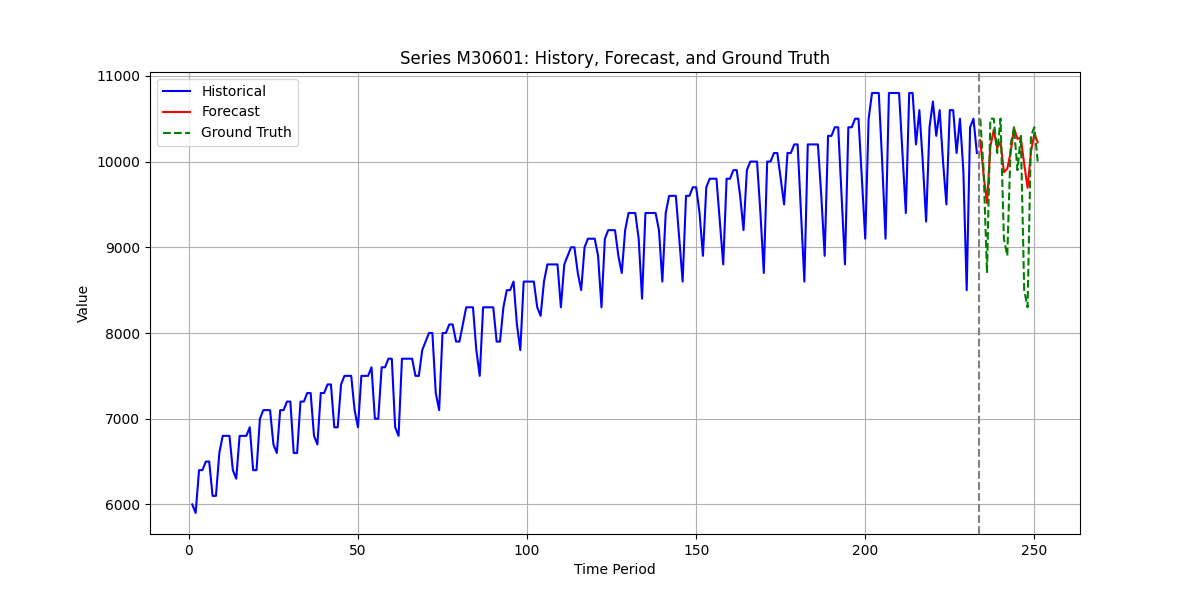 Series M30601: History, Forecast, and Ground Truth
Historical
Forecast
Ground Truth
11000
10000
9000
8000
7000
6000
Value
0 50 100 150 200 250
Time Period